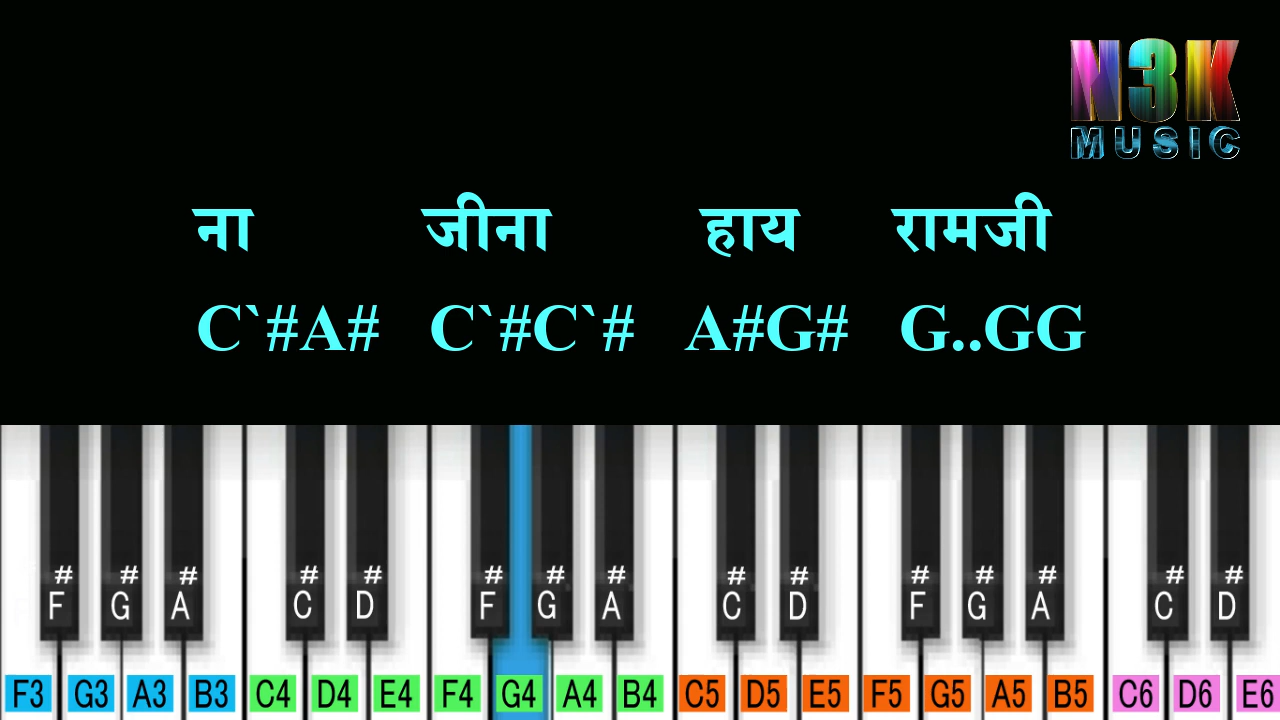 N3K
MUSIC
ना जीना हाय रामजी
C`#A# C`#C`# A#G# G..GG
# # # # # # # # # # # # # # #
F G A C D F G A C D F G A C D
F3 G3 A3 B3 C4 D4 E4 F4 G4 A4 B4 C5 D5 E5 F5 G5 A5 B5 C6 D6 E6